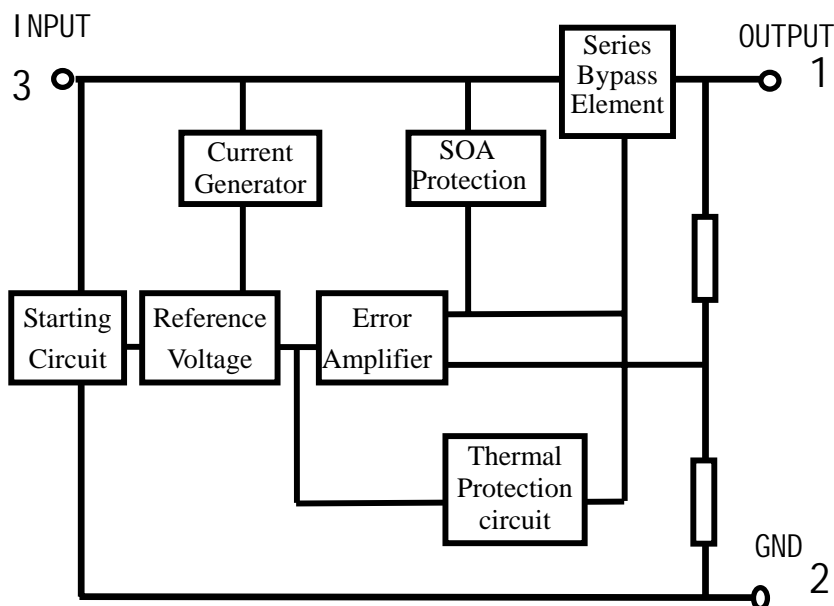 INPUT
3
Series
Bypass
Element
OUTPUT
1
Current
Generator
SOA
Protection
Starting
Circuit
Reference
Voltage
Error
Amplifier
Thermal
Protection
circuit
GND
2